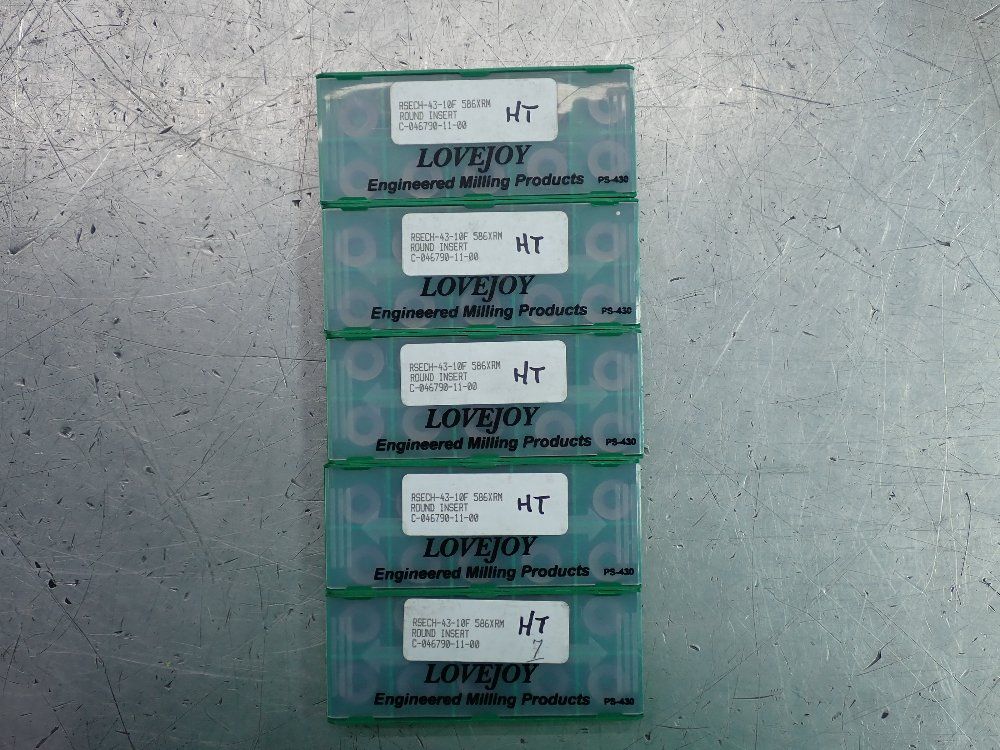 RSECH-43-10F 586XRM
ROUND INSERT
C-046790-11-00
HT
LOVEJOY
Engineered Milling Products PS-430
RSECH-43-10F 586XRM
ROUND INSERT
C-046790-11-00
HT
LOVEJOY
Engineered Milling Products PS-430
RSECH-43-10F 586XRM
ROUND INSERT
C-046790-11-00
HT
LOVEJOY
Engineered Milling Products PS-430
RSECH-43-10F 586XRM
ROUND INSERT
C-046790-11-00
HT
LOVEJOY
Engineered Milling Products PS-430
RSECH-43-10F 586XRM
ROUND INSERT
C-046790-11-00
HT
7
LOVEJOY
Engineered Milling Products PS-430